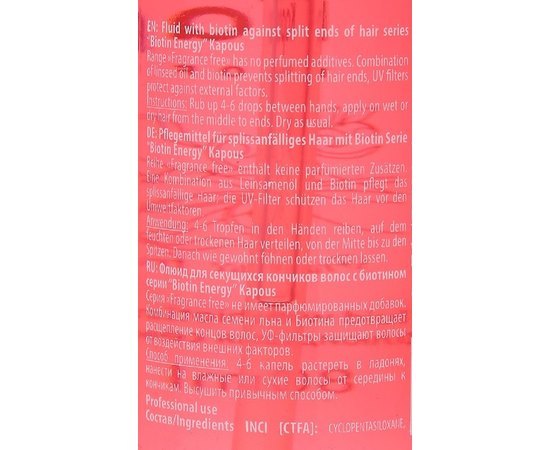 EN: Fluid with biotin against split ends of hair series
"Biotin Energy" Kapous
Range «Fragrance free» has no perfumed additives. Combination
of linseed oil and biotin prevents splitting of hair ends, UV filters
protect against external factors.
Instructions: Rub up 4-6 drops between hands, apply on wet or
dry hair from the middle to ends. Dry as usual.
DE: Pflegemittel für splissanfälliges Haar mit Biotin Serie
"Biotin Energy" Kapous
Reihe «Fragrance free» enthält keine parfumierten Zusätze.
Eine Kombination aus Leinsamenöl und Biotin pflegt das
splissanfällige Haar; die UV-Filter schützen das Haar vor den
Umweltfaktoren.
Anwendung: 4-6 Tropfen in den Händen reiben, auf dem
feuchten oder trockenen Haar verteilen, von der Mitte bis zu den
Spitzen. Danach wie gewohnt föhnen oder trocknen lassen.
RU: Флюид для секущихся кончиков волос с биотином
серии "Biotin Energy" Kapous
Серия «Fragrance free» не имеет парфюмированных добавок.
Комбинация масла семени льна и Биотина предотвращает
расщепление концов волос. УФ-фильтры защищают волосы
от воздействия внешних факторов.
Способ применения: 4-6 капель растереть в ладонях,
нанести на влажные или сухие волосы от середины к
кончикам. Высушить привычным способом.
Professional use
Состав/Ingredients INCI [CTFA]: CYCLOPENTASILOXANE,